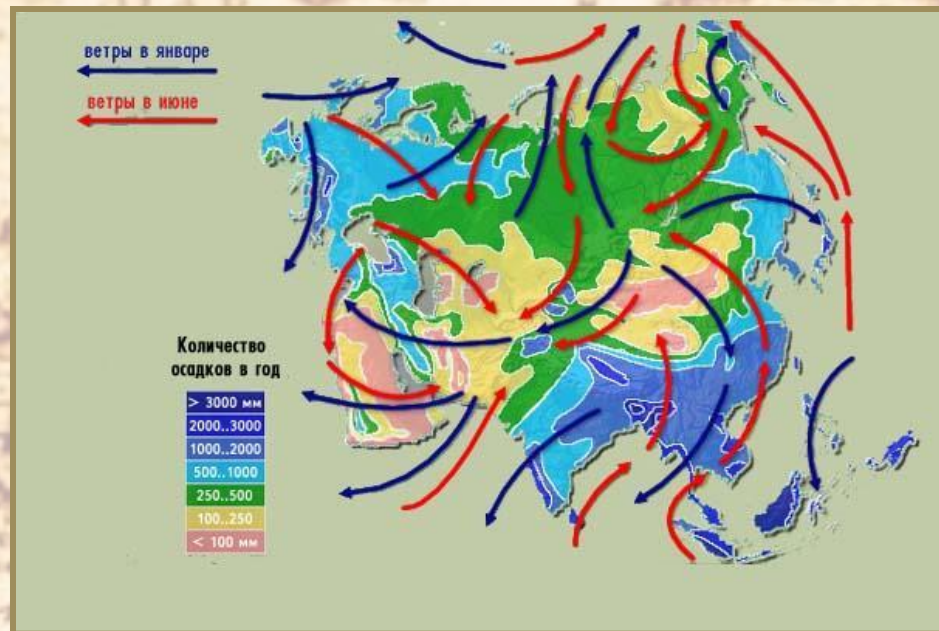 ветры в январе
ветры в июне
Количество
осадков в год
> 3000 мм
2000..3000
1000..2000
500..1000
250..500
100..250
< 100 мм